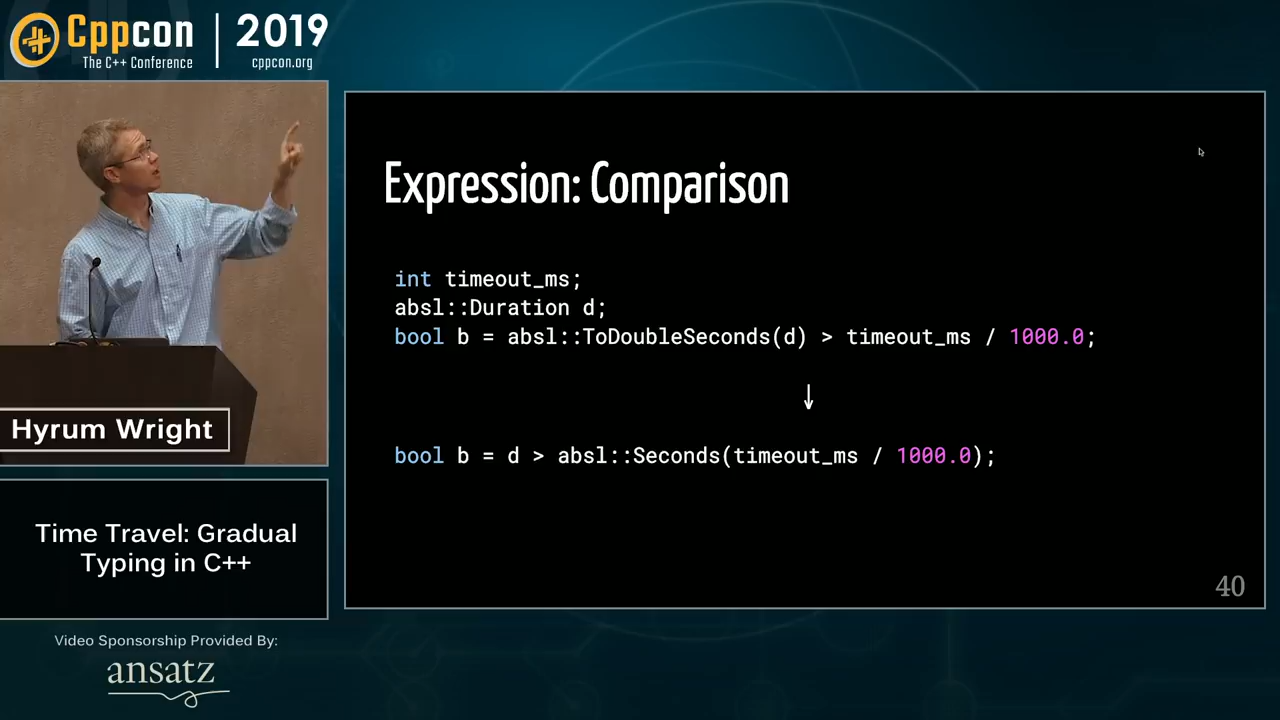 Cppcon
The C++ Conference
2019
cppcon.org
Expression: Comparison
int timeout_ms;
absl::Duration d;
bool b = absl::ToDoubleSeconds(d) > timeout_ms / 1000.0;
↓
bool b = d > absl::Seconds(timeout_ms / 1000.0);
40
Hyrum Wright
Time Travel: Gradual
Typing in C++
Video Sponsorship Provided By:
ansatz